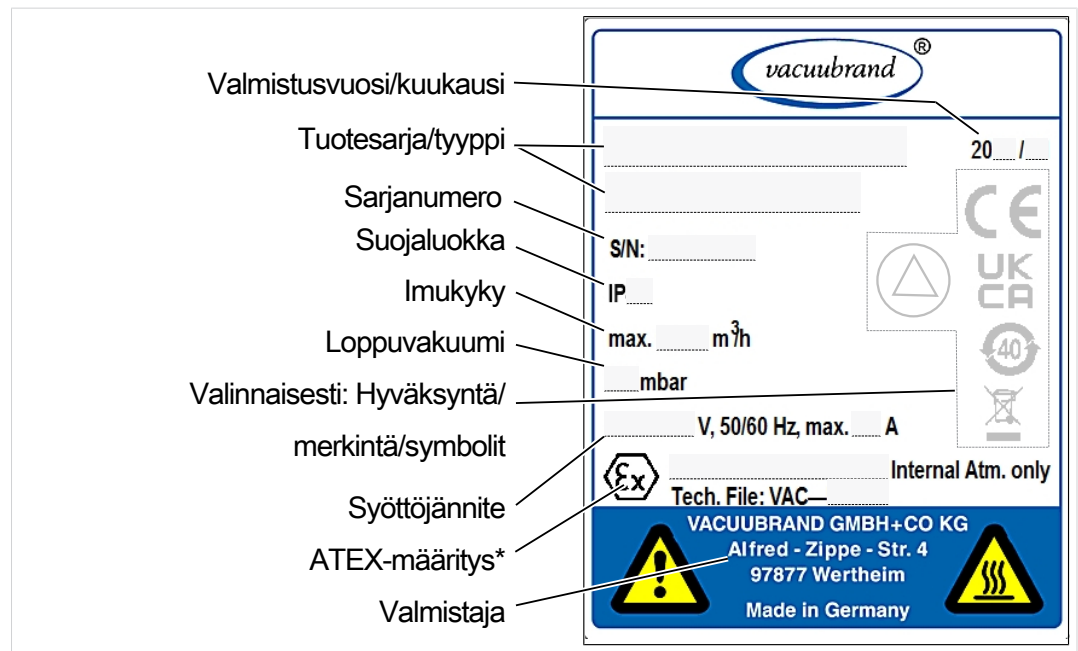 Valmistusvuosi/kuukausi
Tuotesarja/tyyppi
Sarjanumero
Suojaluokka
Imukyky
Loppuvakuumi
Valinnaisesti: Hyväksyntä/
merkintä/symbolit
Syöttöjännite
ATEX-määritys*
Valmistaja
vacuubrand®
20 /
S/N:
IP
max. m³/h
mbar
V, 50/60 Hz, max. A
Ex Internal Atm. only
Tech. File: VAC—
CE
UK
CA
40
VACUUBRAND GMBH+CO KG
Alfred - Zippe - Str. 4
97877 Wertheim
Made in Germany